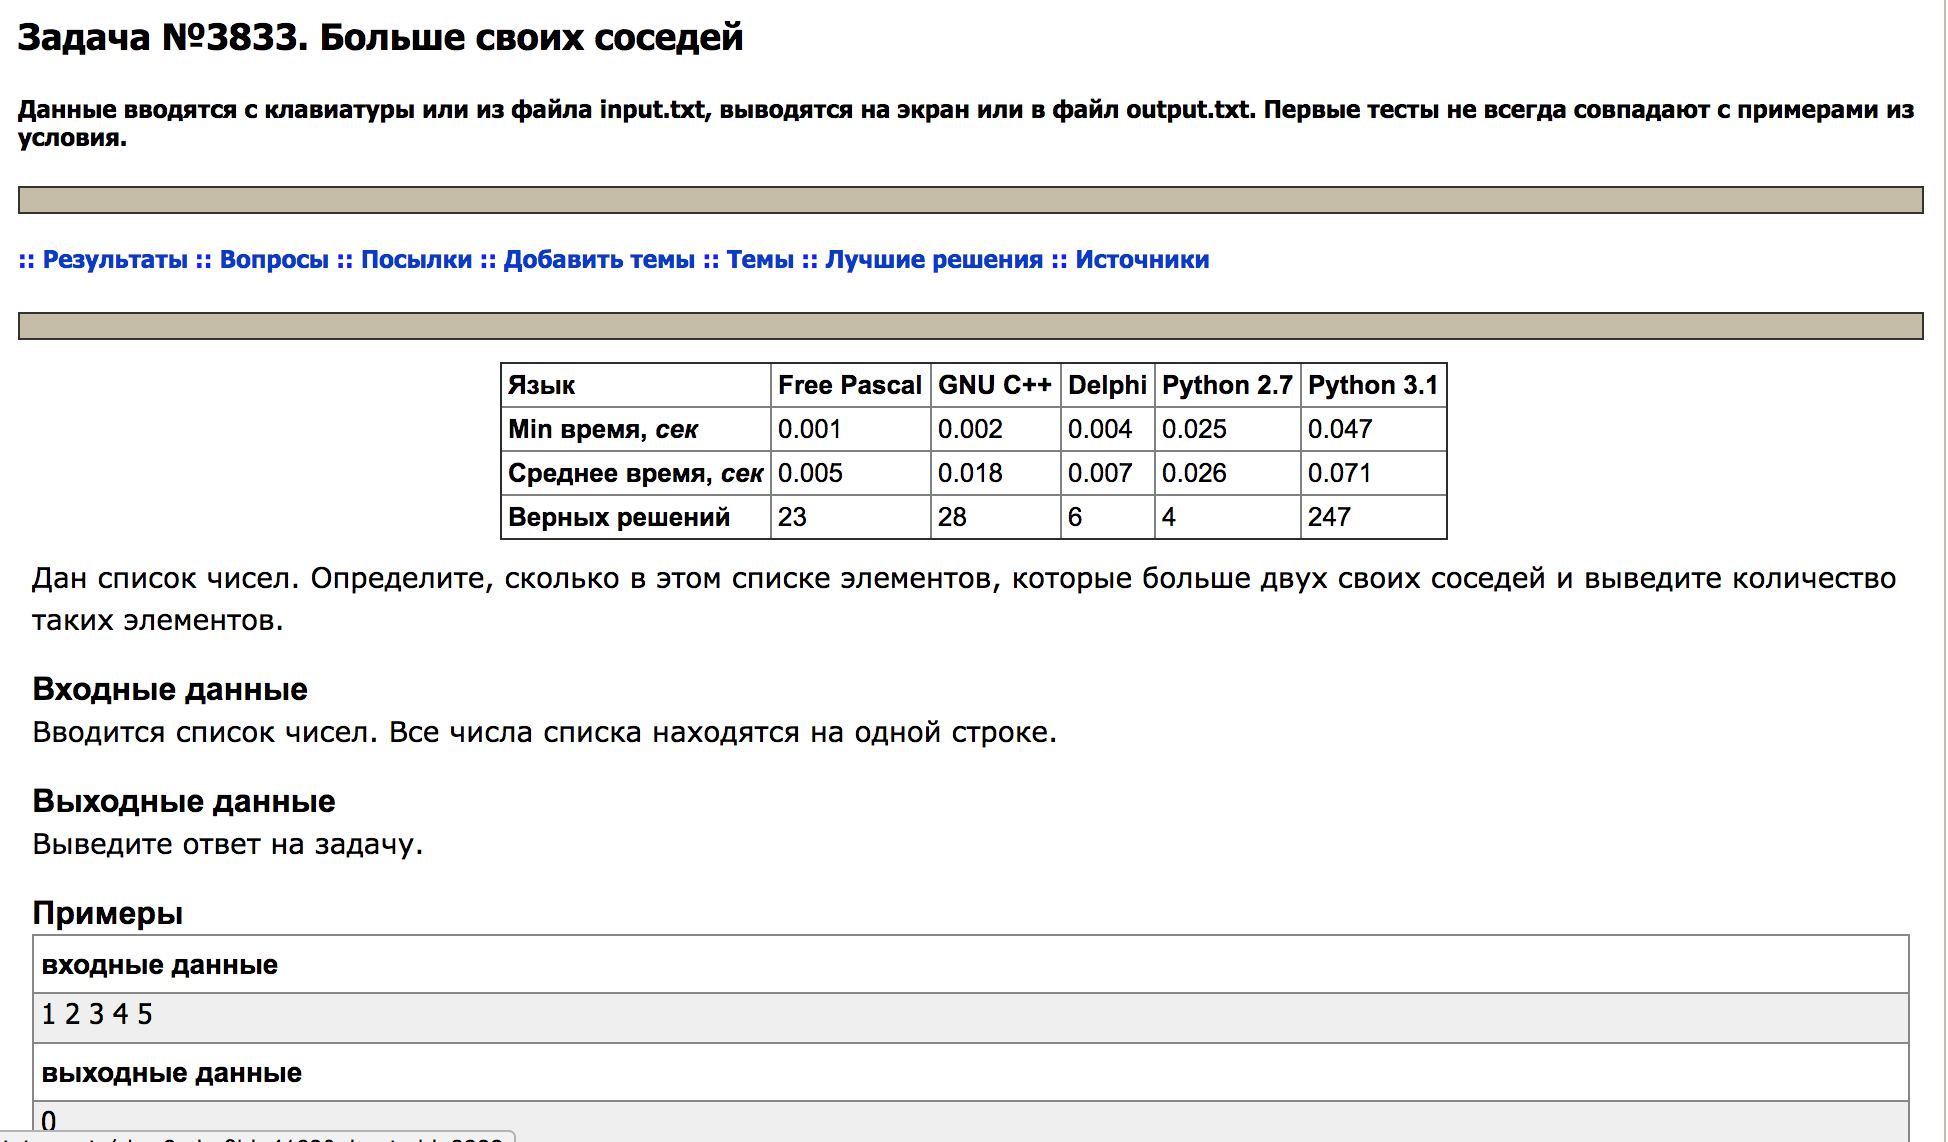 Задача №3833. Больше своих соседей
Данные вводятся с клавиатуры или из файла input.txt, выводятся на экран или в файл output.txt. Первые тесты не всегда совпадают с примерами из
условия.
:: Результаты :: Вопросы :: Посылки :: Добавить темы :: Темы :: Лучшие решения :: Источники
Язык Free Pascal GNU C++ Delphi Python 2.7 Python 3.1
Min время, сек 0.001 0.002 0.004 0.025 0.047
Среднее время, сек 0.005 0.018 0.007 0.026 0.071
Верных решений 23 28 6 4 247
Дан список чисел. Определите, сколько в этом списке элементов, которые больше двух своих соседей и выведите количество
таких элементов.
Входные данные
Вводится список чисел. Все числа списка находятся на одной строке.
Выходные данные
Выведите ответ на задачу.
Примеры
входные данные
1 2 3 4 5
выходные данные
0